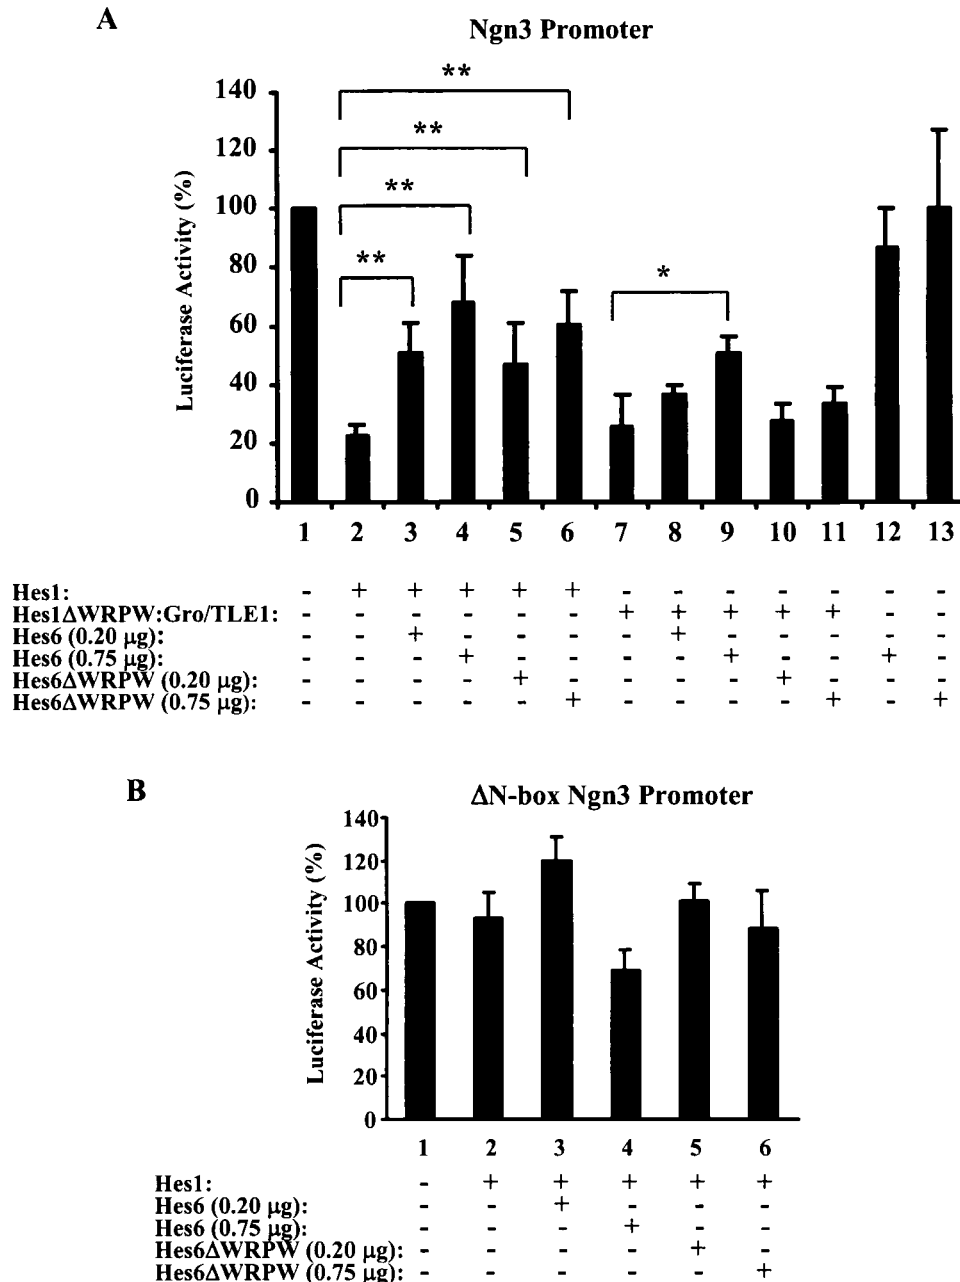 A
Ngn3 Promoter
**
**
**
**
*
Luciferase Activity (%)
140
120
100
80
60
40
20
0
1 2 3 4 5 6 7 8 9 10 11 12 13
Hes1: - + + + + + - - - - - - -
Hes1ΔWRPW:Gro/TLE1: - - - - - - + + + + + - -
Hes6 (0.20 μg): - - + - - - - + - - - - -
Hes6 (0.75 μg): - - - + - - - - + - - + -
Hes6ΔWRPW (0.20 μg): - - - - + - - - - + - - -
Hes6ΔWRPW (0.75 μg): - - - - - + - - - - + - +
B
ΔN-box Ngn3 Promoter
Luciferase Activity (%)
140
120
100
80
60
40
20
0
1 2 3 4 5 6
Hes1: - + + + + +
Hes6 (0.20 μg): - - + - - -
Hes6 (0.75 μg): - - - + - -
Hes6ΔWRPW (0.20 μg): - - - - + -
Hes6ΔWRPW (0.75 μg): - - - - - +